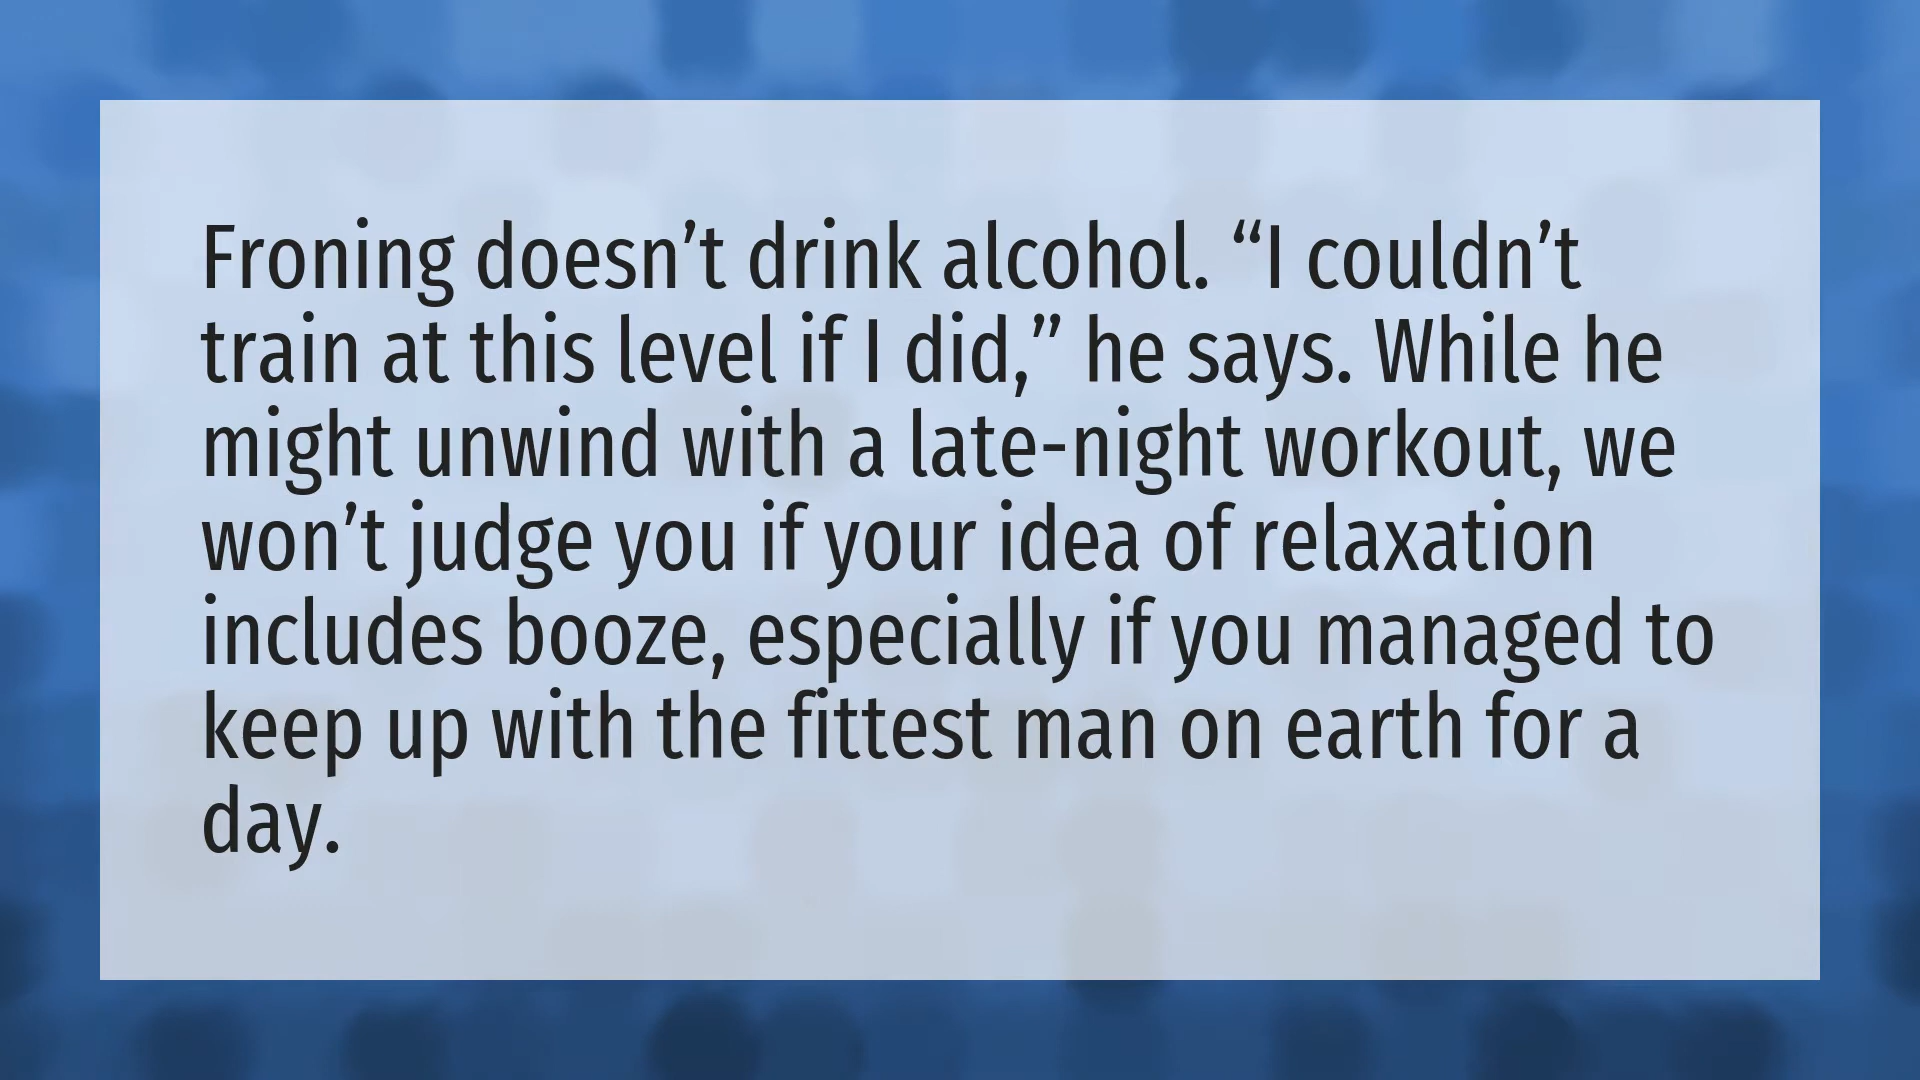 Froning doesn’t drink alcohol. “I couldn’t
train at this level if I did,” he says. While he
might unwind with a late-night workout, we
won’t judge you if your idea of relaxation
includes booze, especially if you managed to
keep up with the fittest man on earth for a
day.